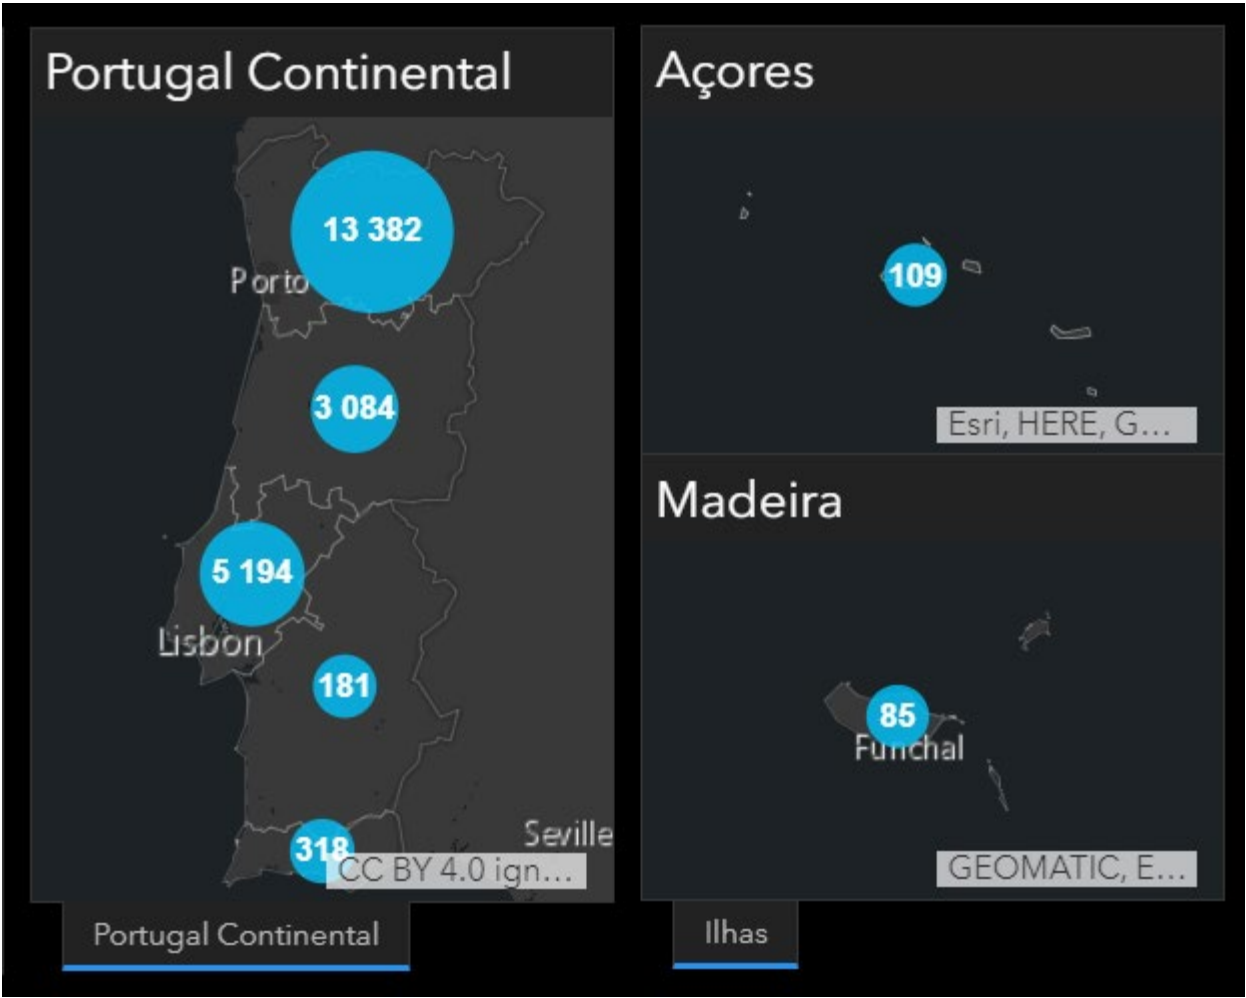 Portugal Continental
13 382
Porto
3 084
5 194
Lisbon
181
Seville
318
CC BY 4.0 ign...
Portugal Continental
Açores
109
Esri, HERE, G...
Madeira
85
Funchal
GEOMATIC, E...
Ilhas